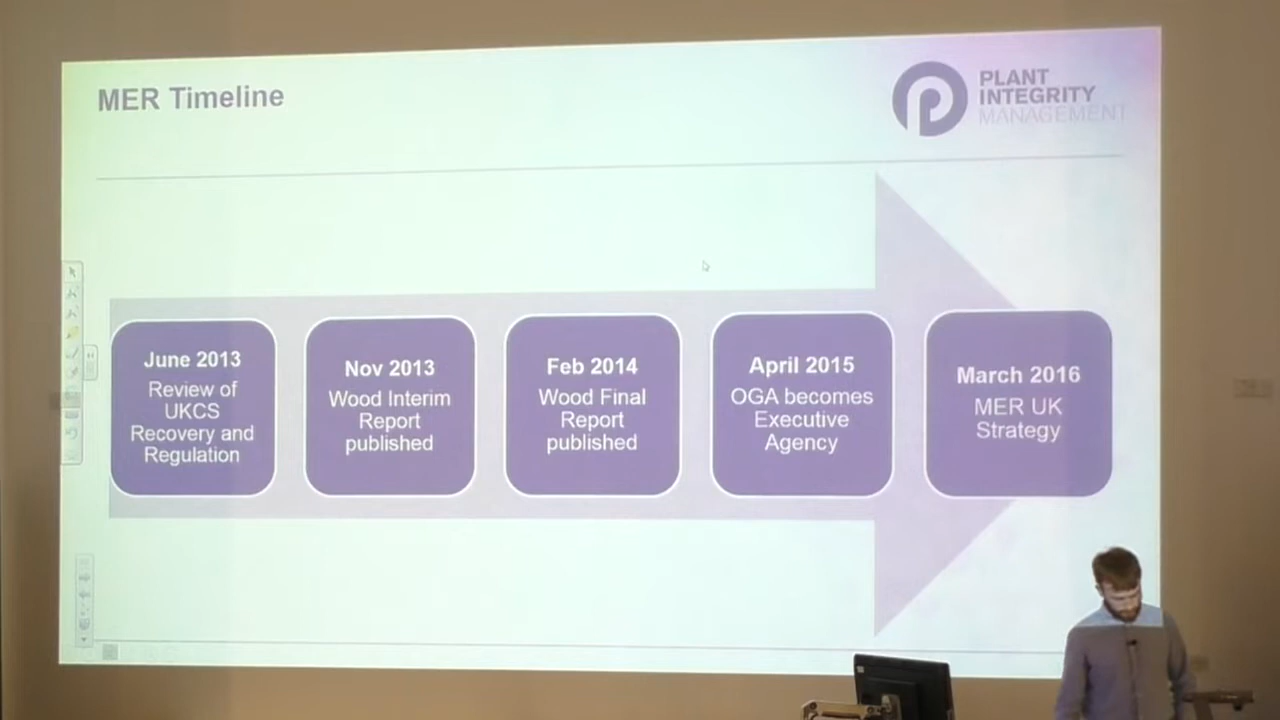 MER Timeline
PLANT
INTEGRITY
MANAGEMENT
June 2013
Review of
UKCS
Recovery and
Regulation
Nov 2013
Wood Interim
Report
published
Feb 2014
Wood Final
Report
published
April 2015
OGA becomes
Executive
Agency
March 2016
MER UK
Strategy